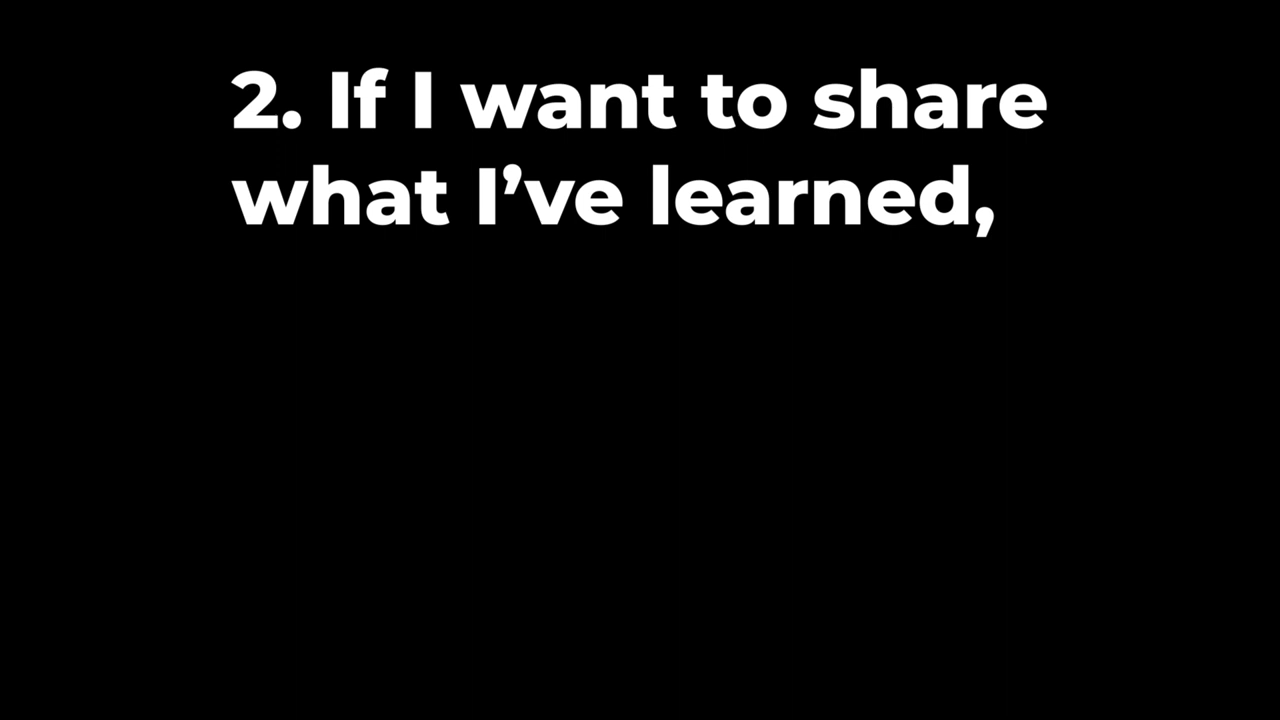 2. If I want to share
what I’ve learned,